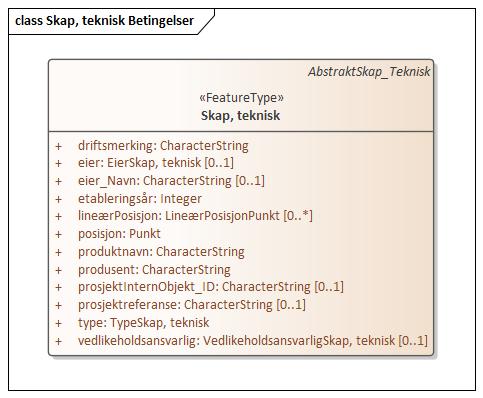 class Skap, teknisk Betingelser
AbstraktSkap_Teknisk
«FeatureType»
Skap, teknisk
+ driftsmerking: CharacterString
+ eier: EierSkap, teknisk [0..1]
+ eier_Navn: CharacterString [0..1]
+ etableringsår: Integer
+ lineærPosisjon: LineærPosisjonPunkt [0..*]
+ posisjon: Punkt
+ produktnavn: CharacterString
+ produsent: CharacterString
+ prosjektInternObjekt_ID: CharacterString [0..1]
+ prosjektreferanse: CharacterString [0..1]
+ type: TypeSkap, teknisk
+ vedlikeholdsansvarlig: VedlikeholdsansvarligSkap, teknisk [0..1]